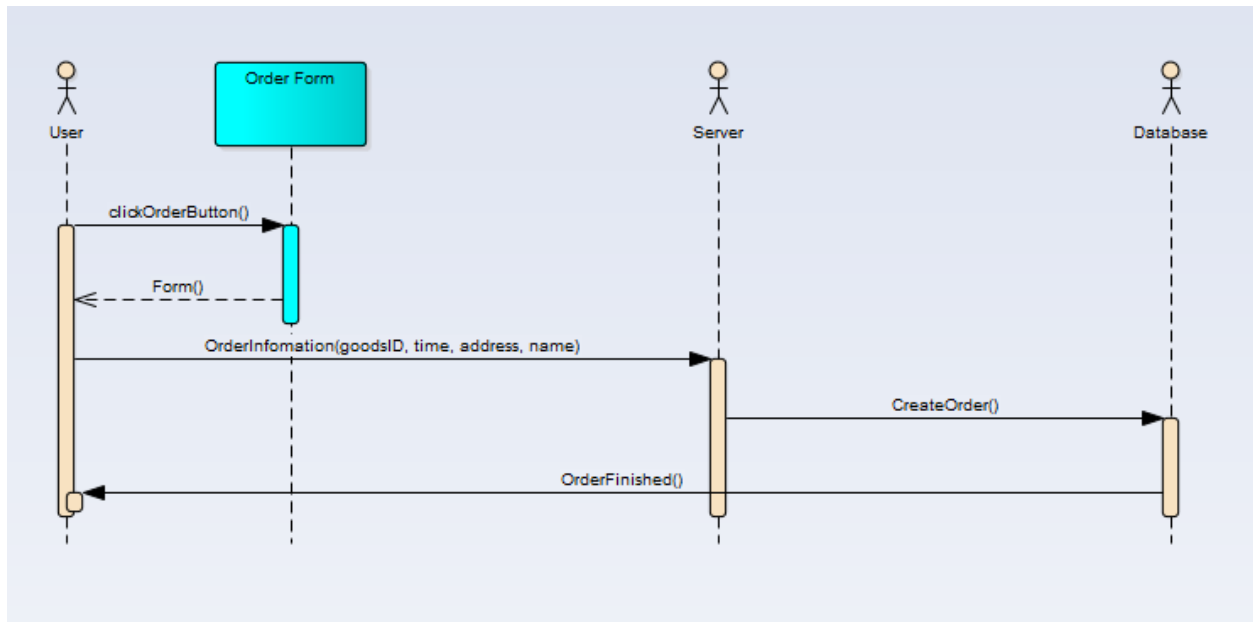 Order Form
User
Server
Database
clickOrderButton()
Form()
OrderInfomation(goodsID, time, address, name)
CreateOrder()
OrderFinished()